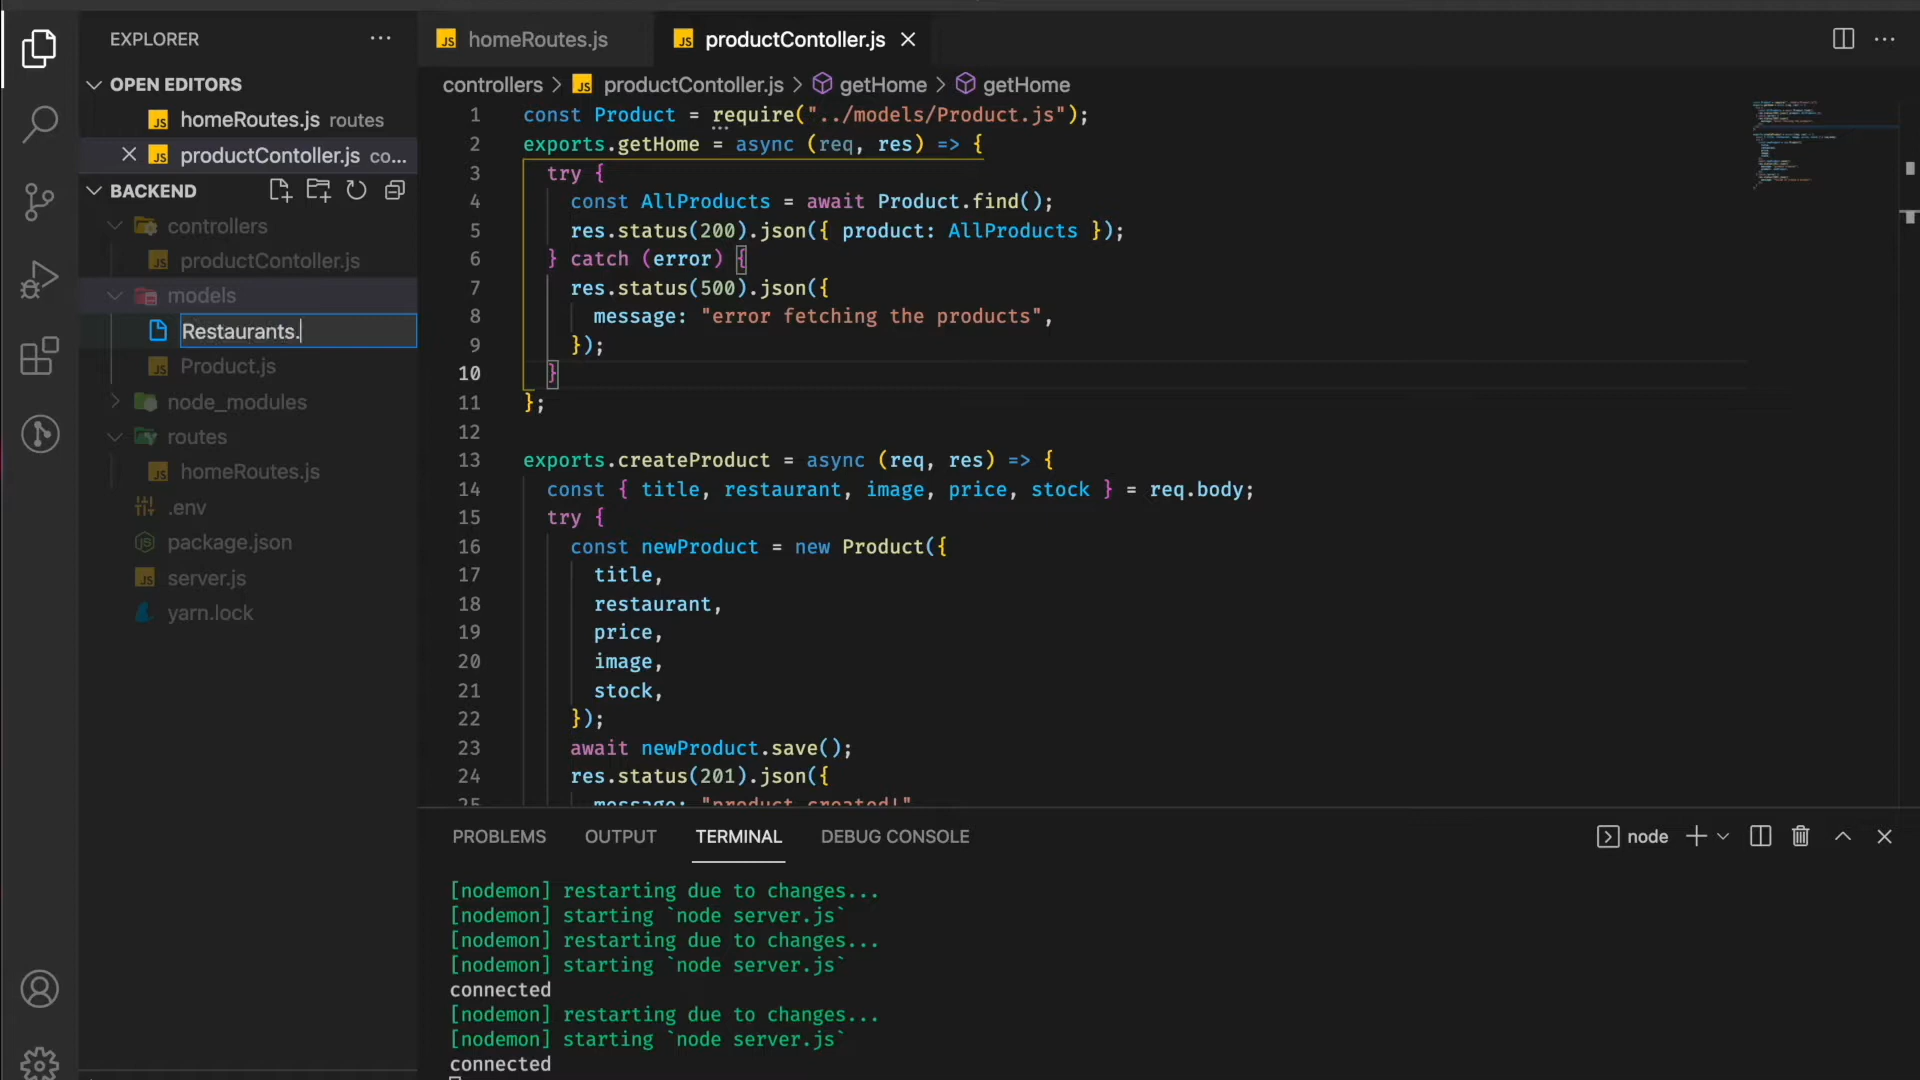 EXPLORER
OPEN EDITORS
homeRoutes.js routes
productContoller.js co...
BACKEND
controllers
productContoller.js
models
Restaurants.
Product.js
node_modules
routes
homeRoutes.js
.env
package.json
server.js
yarn.lock
homeRoutes.js
productContoller.js
controllers > productContoller.js > getHome > getHome
1 const Product = require("../models/Product.js");
2 exports.getHome = async (req, res) => {
3 try {
4 const AllProducts = await Product.find();
5 res.status(200).json({ product: AllProducts });
6 } catch (error) {
7 res.status(500).json({
8 message: "error fetching the products",
9 });
10 }
11 };
12
13 exports.createProduct = async (req, res) => {
14 const { title, restaurant, image, price, stock } = req.body;
15 try {
16 const newProduct = new Product({
17 title,
18 restaurant,
19 price,
20 image,
21 stock,
22 });
23 await newProduct.save();
24 res.status(201).json({
25 message: "product created!"
PROBLEMS OUTPUT TERMINAL DEBUG CONSOLE node
[nodemon] restarting due to changes...
[nodemon] starting `node server.js`
[nodemon] restarting due to changes...
[nodemon] starting `node server.js`
connected
[nodemon] restarting due to changes...
[nodemon] starting `node server.js`
connected